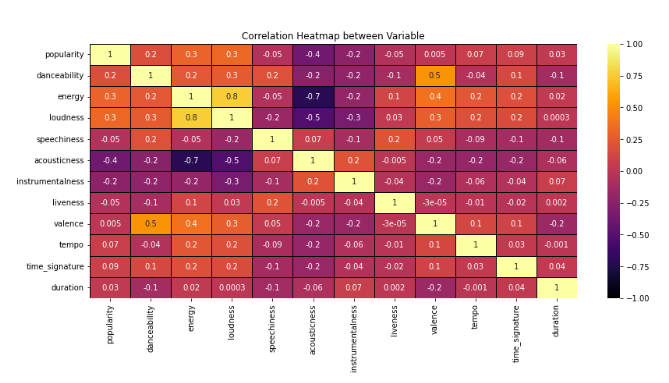 Correlation Heatmap between Variable
popularity 1 0.2 0.3 0.3 -0.05 -0.4 -0.2 -0.05 0.005 0.07 0.09 0.03
danceability 0.2 1 0.2 0.3 0.2 -0.2 -0.2 -0.1 0.5 -0.04 0.1 -0.1
energy 0.3 0.2 1 0.8 -0.05 -0.7 -0.2 0.1 0.4 0.2 0.2 0.02
loudness 0.3 0.3 0.8 1 -0.2 -0.5 -0.3 0.03 0.3 0.2 0.2 0.0003
speechiness -0.05 0.2 -0.05 -0.2 1 0.07 -0.1 0.2 0.05 -0.09 -0.1 -0.1
acousticness -0.4 -0.2 -0.7 -0.5 0.07 1 0.2 -0.005 -0.2 -0.2 -0.2 -0.06
instrumentalness -0.2 -0.2 -0.2 -0.3 -0.1 0.2 1 -0.04 -0.2 -0.06 -0.04 0.07
liveness -0.05 -0.1 0.1 0.03 0.2 -0.005 -0.04 1 -3e-05 -0.01 -0.02 0.002
valence 0.005 0.5 0.4 0.3 0.05 -0.2 -0.2 -3e-05 1 0.1 0.1 -0.2
tempo 0.07 -0.04 0.2 0.2 -0.09 -0.2 -0.06 -0.01 0.1 1 0.03 -0.001
time_signature 0.09 0.1 0.2 0.2 -0.1 -0.2 -0.04 -0.02 0.1 0.03 1 0.04
duration 0.03 -0.1 0.02 0.0003 -0.1 -0.06 0.07 0.002 -0.2 -0.001 0.04 1
popularity
danceability
energy
loudness
speechiness
acousticness
instrumentalness
liveness
valence
tempo
time_signature
duration
1.00
0.75
0.50
0.25
0.00
−0.25
−0.50
−0.75
−1.00